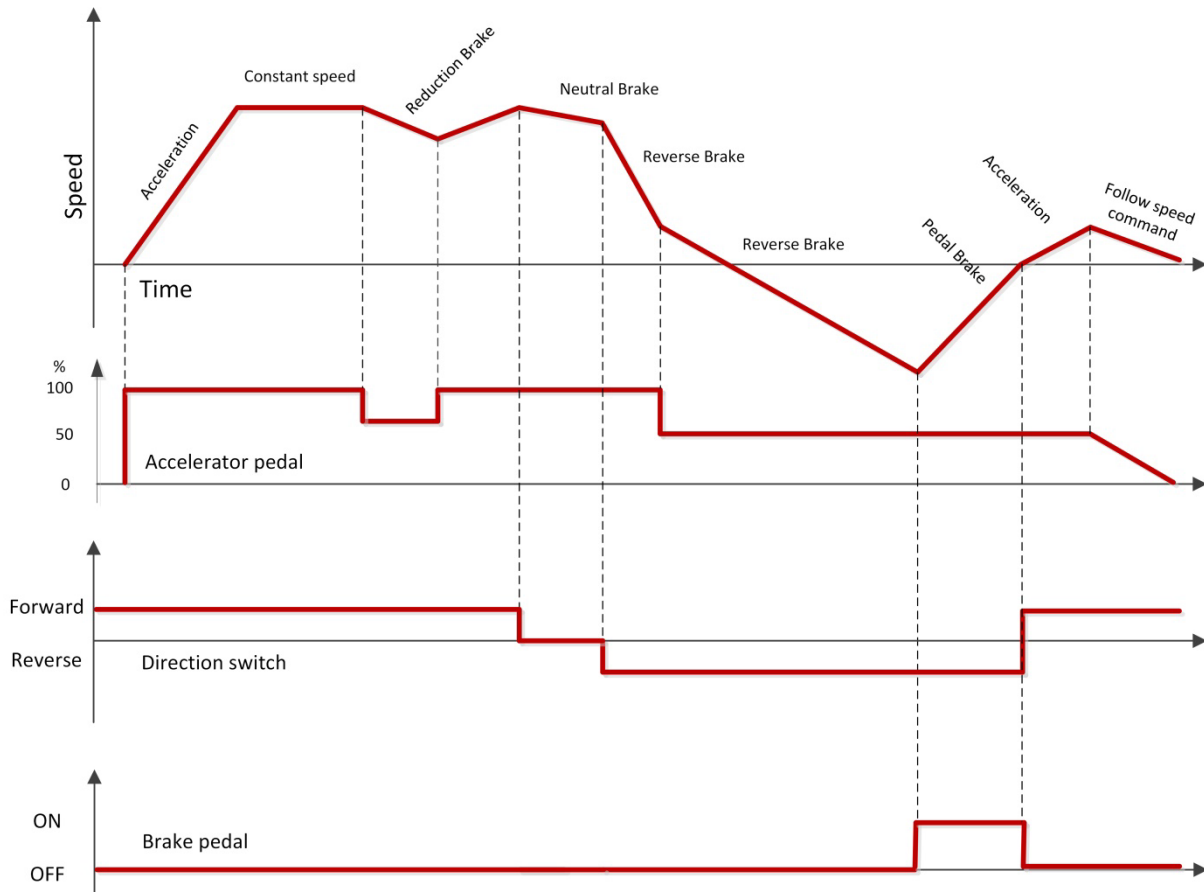 Speed
Acceleration
Constant speed
Reduction Brake
Neutral Brake
Reverse Brake
Reverse Brake
Pedal Brake
Acceleration
Follow speed
command
Time
%
100
50
0
Accelerator pedal
Forward
Reverse
Direction switch
ON
OFF
Brake pedal